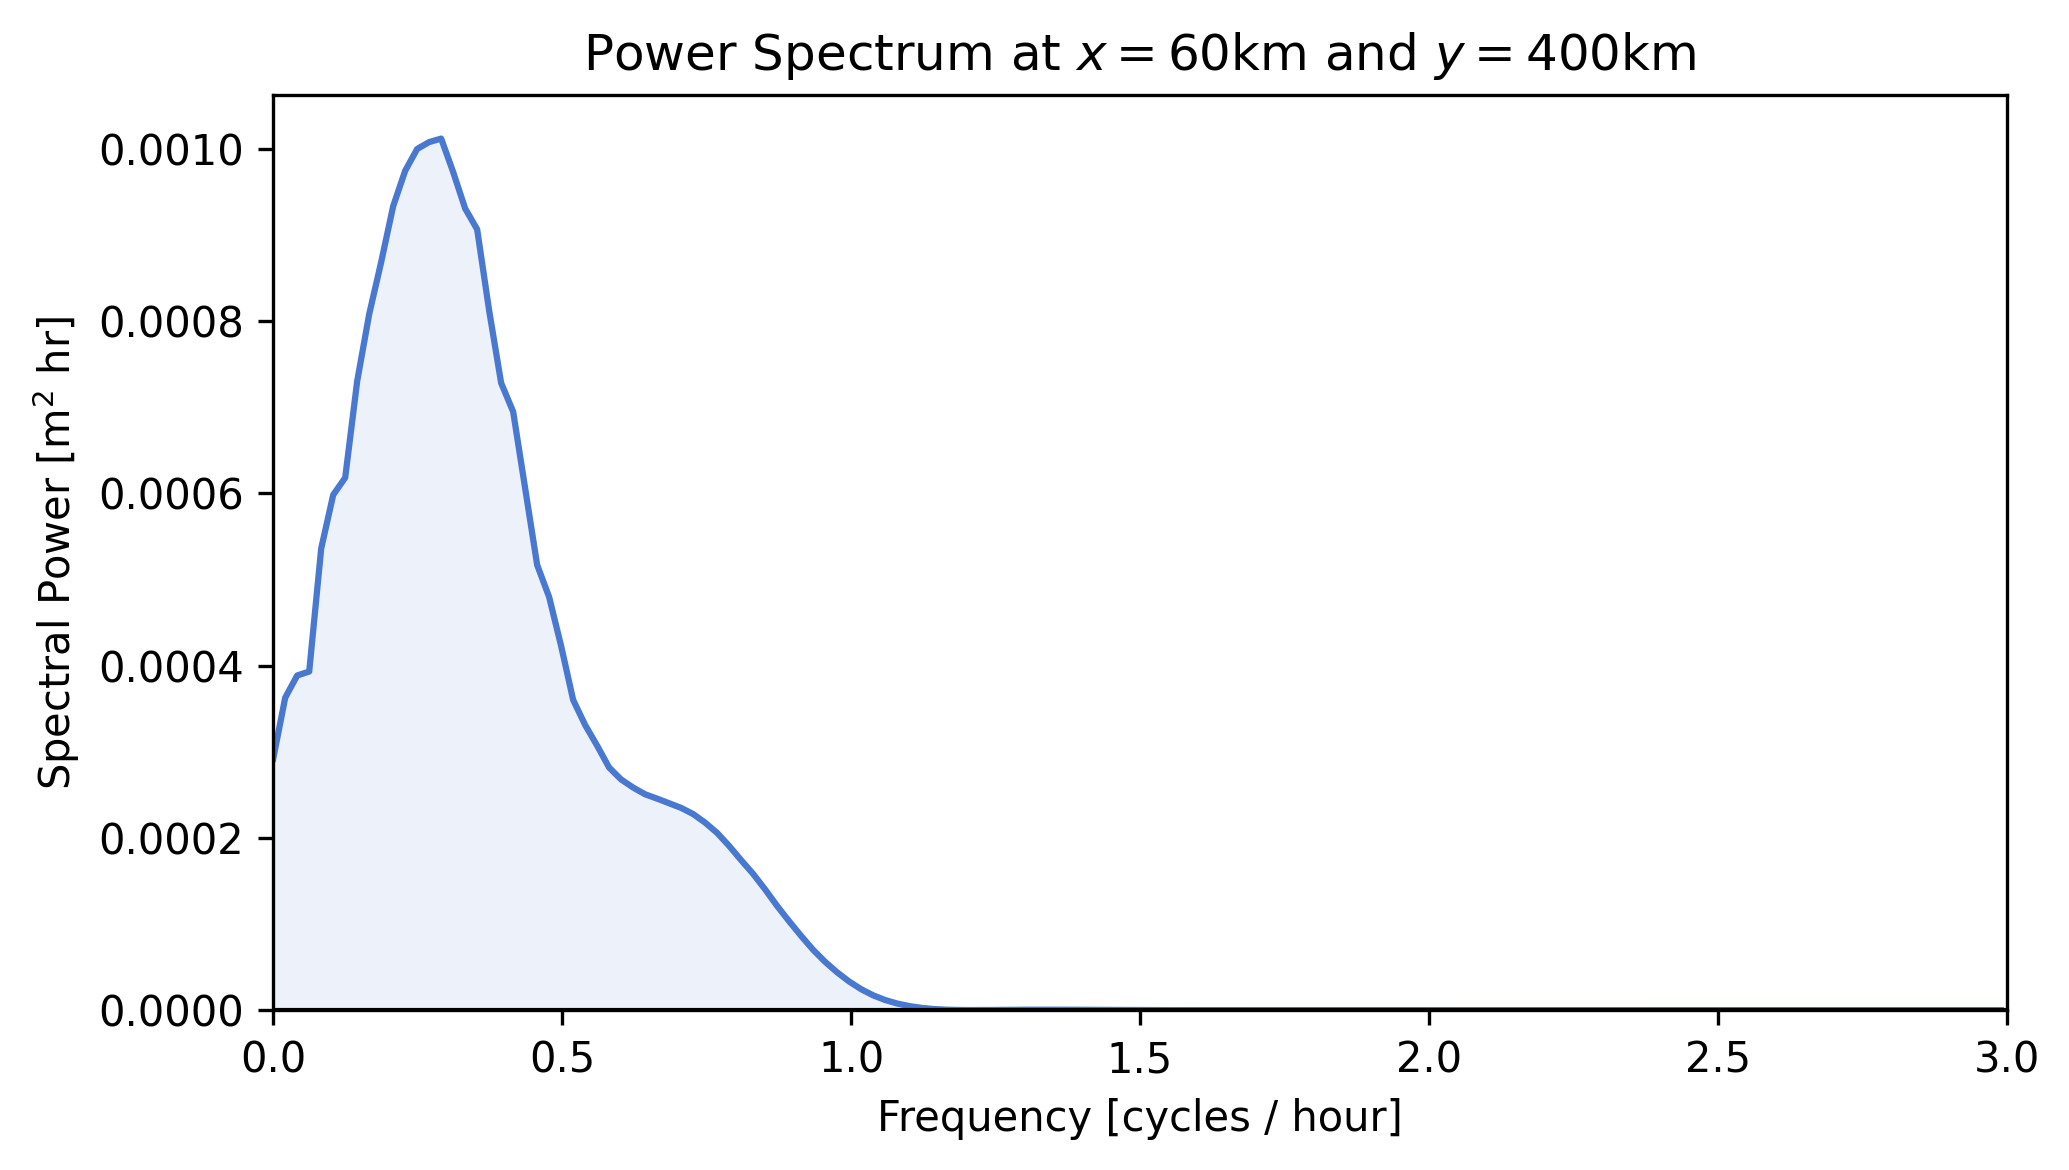 Power Spectrum at x = 60km and y = 400km
Spectral Power [m² hr]
0.0010
0.0008
0.0006
0.0004
0.0002
0.0000
0.0 0.5 1.0 1.5 2.0 2.5 3.0
Frequency [cycles / hour]